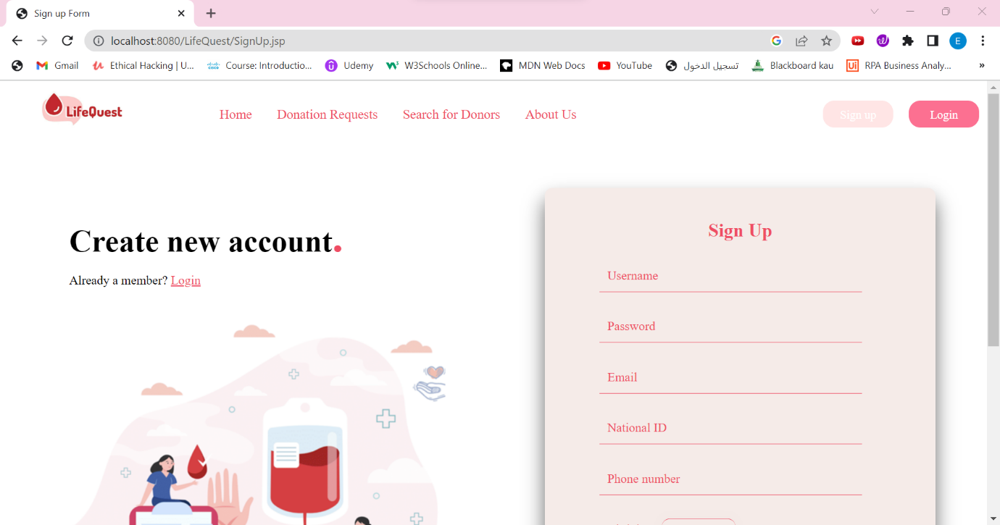 Sign up Form
localhost:8080/LifeQuest/SignUp.jsp
Gmail
Ethical Hacking | U...
Course: Introductio...
Udemy
W3Schools Online...
MDN Web Docs
YouTube
تسجيل الدخول
Blackboard kau
RPA Business Analy...
»
LifeQuest
Home
Donation Requests
Search for Donors
About Us
Sign up
Login
Create new account.
Already a member? Login
Sign Up
Username
Password
Email
National ID
Phone number